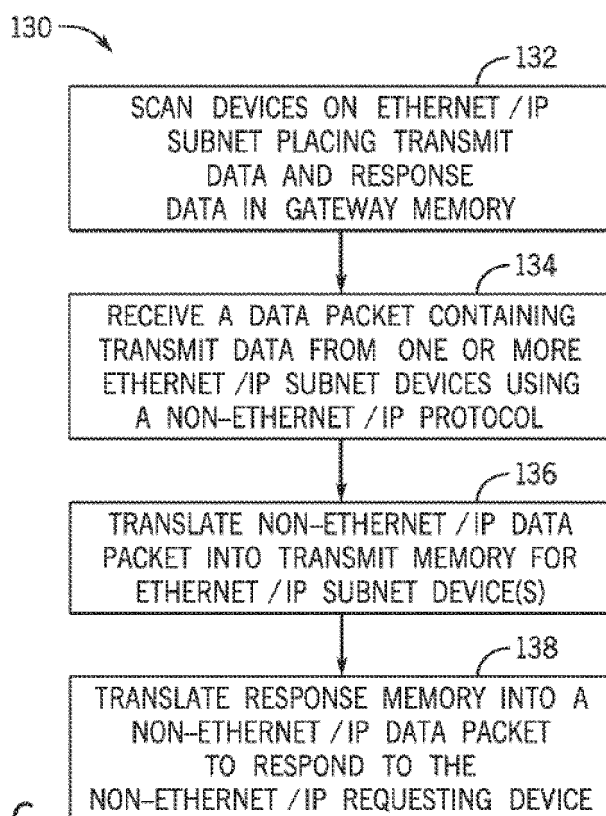 130
132
SCAN DEVICES ON ETHERNET/IP
SUBNET PLACING TRANSMIT
DATA AND RESPONSE
DATA IN GATEWAY MEMORY
134
RECEIVE A DATA PACKET CONTAINING
TRANSMIT DATA FROM ONE OR MORE
ETHERNET/IP SUBNET DEVICES USING
A NON-ETHERNET/IP PROTOCOL
136
TRANSLATE NON-ETHERNET/IP DATA
PACKET INTO TRANSMIT MEMORY FOR
ETHERNET/IP SUBNET DEVICE(S)
138
TRANSLATE RESPONSE MEMORY INTO A
NON-ETHERNET/IP DATA PACKET
TO RESPOND TO THE
NON-ETHERNET/IP REQUESTING DEVICE